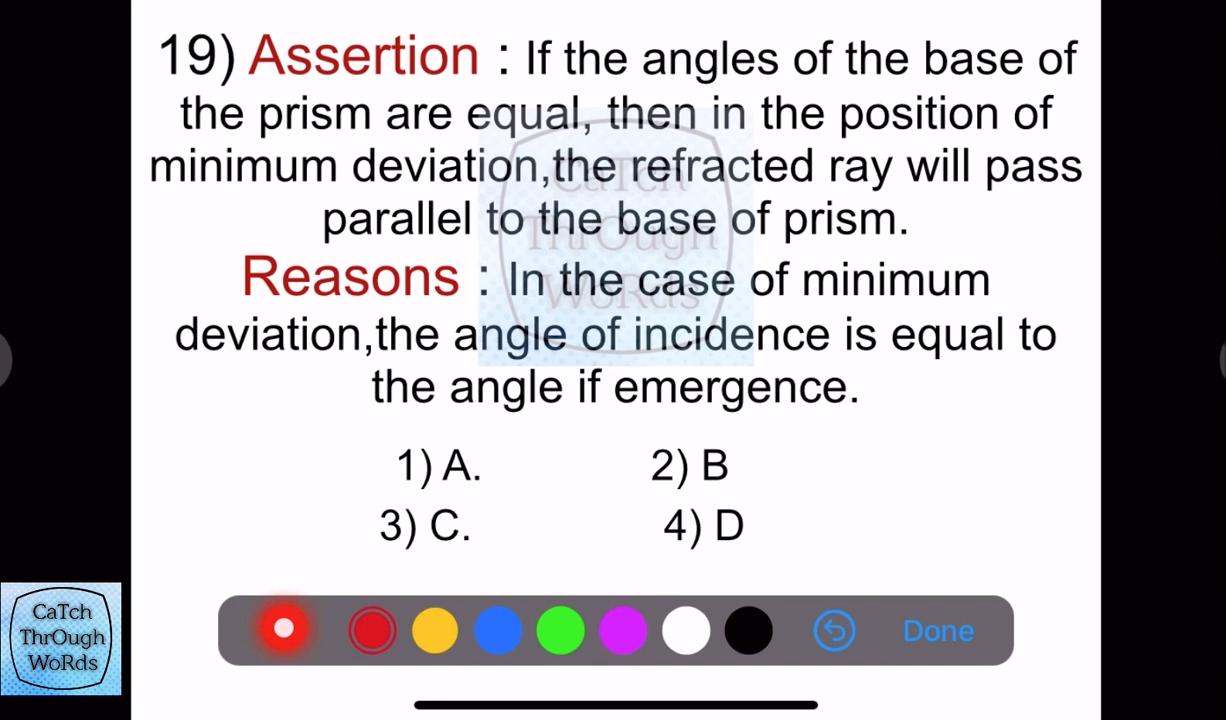 19) Assertion : If the angles of the base of
the prism are equal, then in the position of
minimum deviation,the refracted ray will pass
parallel to the base of prism.
Reasons : In the case of minimum
deviation,the angle of incidence is equal to
the angle if emergence.
1) A. 2) B
3) C. 4) D
CaTch
ThrOugh
WoRds
CaTch
ThrOugh
WoRds
Done